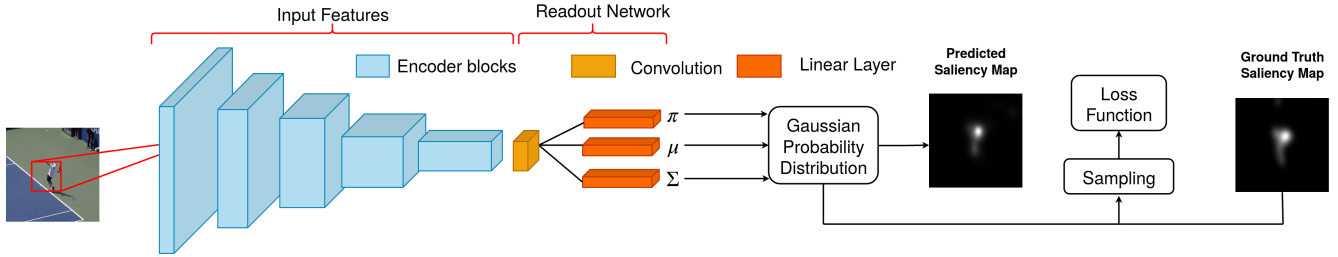 Input Features
Readout Network
Encoder blocks
Convolution
Linear Layer
π
μ
Σ
Gaussian
Probability
Distribution
Predicted
Saliency Map
Loss
Function
Sampling
Ground Truth
Saliency Map